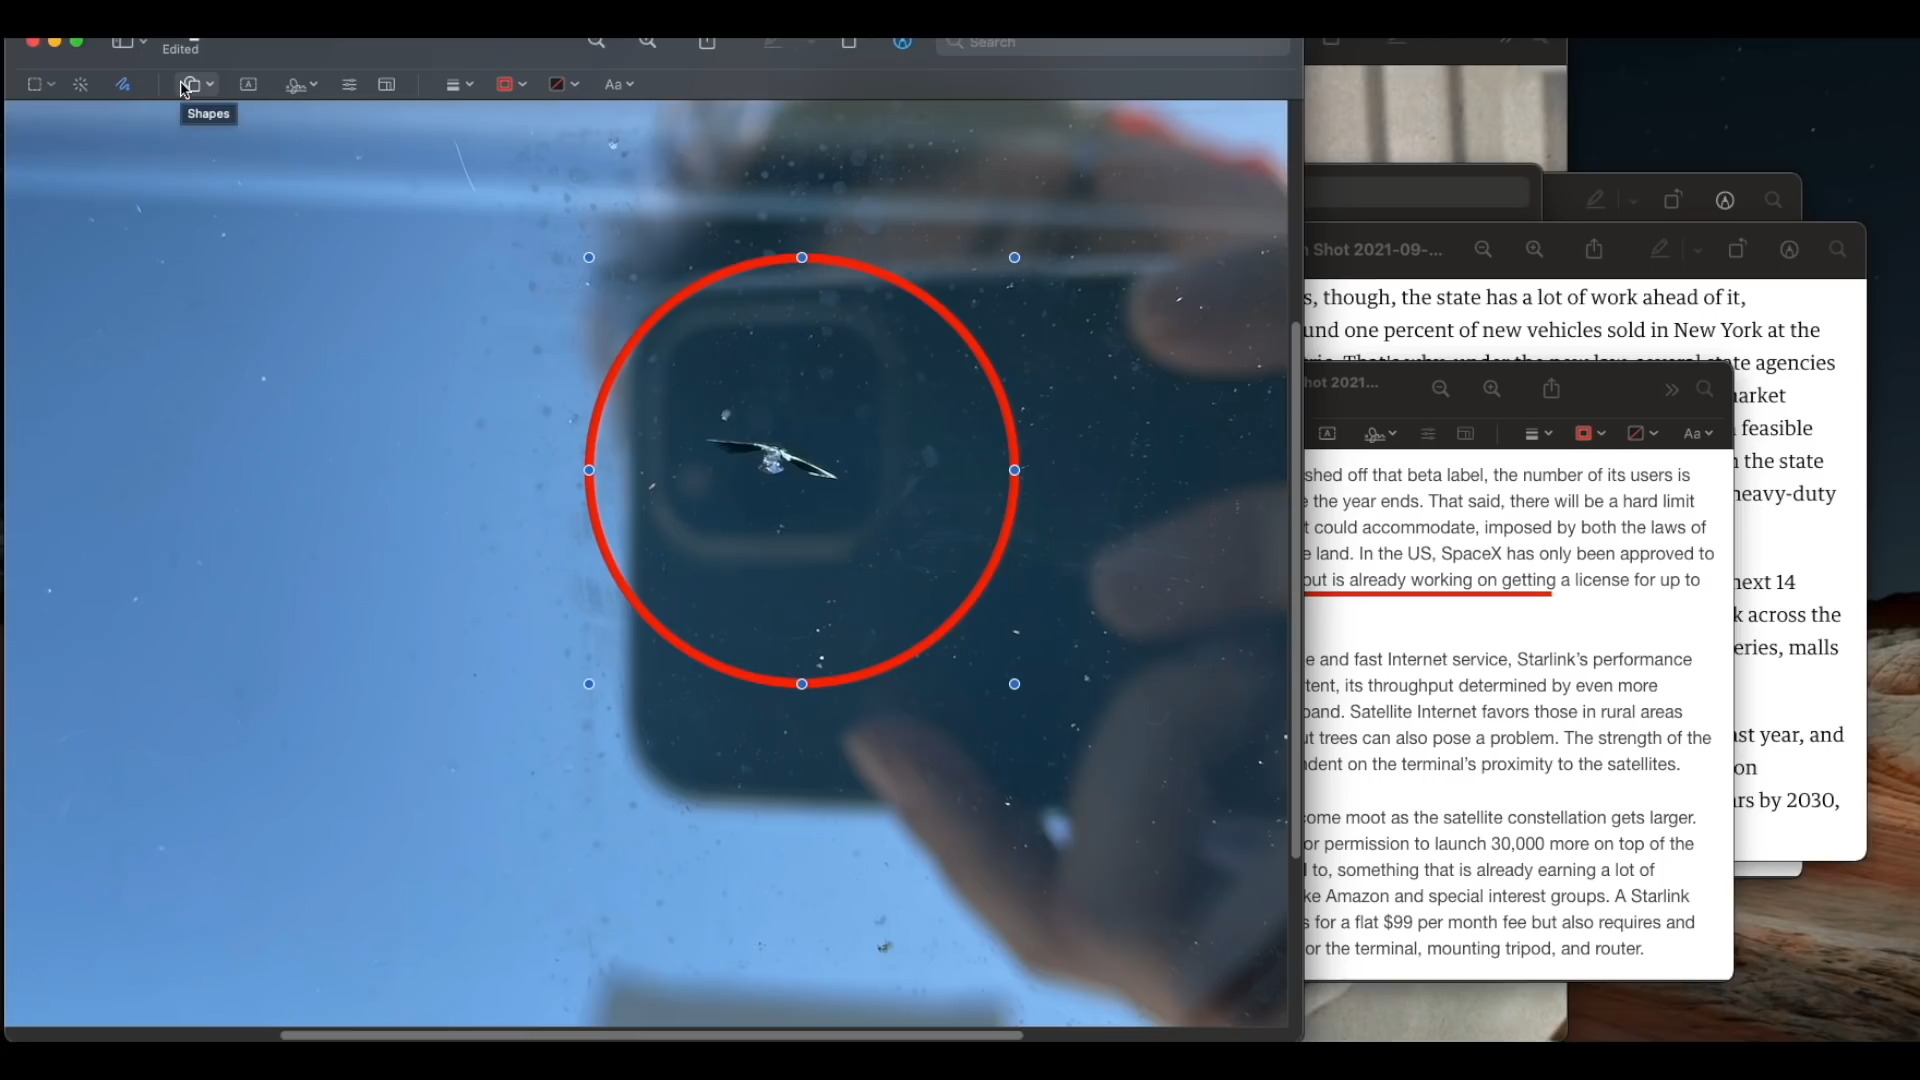 Edited
Search
Shapes
Aa
Shot 2021-09-...
s, though, the state has a lot of work ahead of it,
und one percent of new vehicles sold in New York at the
state agencies
market
feasible
the state
heavy-duty
next 14
across the
eries, malls
ast year, and
on
by 2030,
hot 2021...
Aa
shed off that beta label, the number of its users is
the year ends. That said, there will be a hard limit
t could accommodate, imposed by both the laws of
e land. In the US, SpaceX has only been approved to
but is already working on getting a license for up to
e and fast Internet service, Starlink's performance
tent, its throughput determined by even more
band. Satellite Internet favors those in rural areas
ut trees can also pose a problem. The strength of the
ndent on the terminal's proximity to the satellites.
come moot as the satellite constellation gets larger.
or permission to launch 30,000 more on top of the
to, something that is already earning a lot of
ke Amazon and special interest groups. A Starlink
s for a flat $99 per month fee but also requires and
or the terminal, mounting tripod, and router.